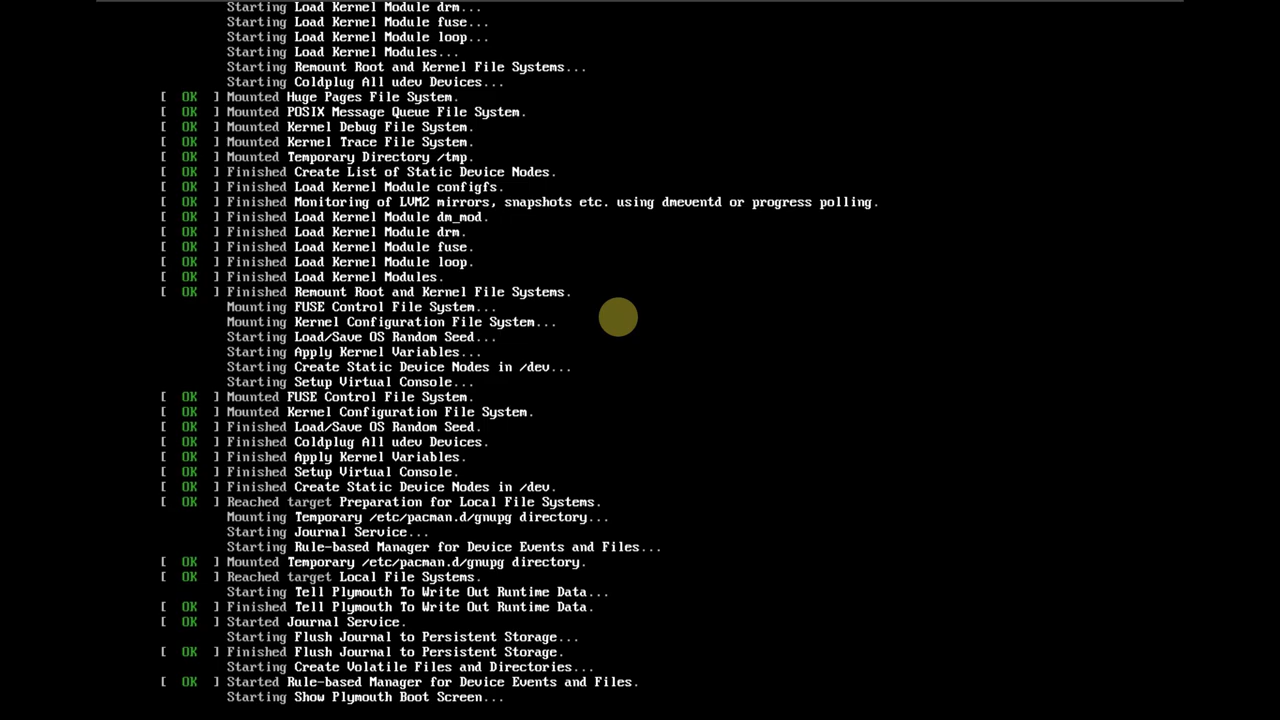 Starting Load Kernel Module drm...
Starting Load Kernel Module fuse...
Starting Load Kernel Module loop...
Starting Load Kernel Modules...
Starting Remount Root and Kernel File Systems...
Starting Coldplug All udev Devices...
[  OK  ] Mounted Huge Pages File System.
[  OK  ] Mounted POSIX Message Queue File System.
[  OK  ] Mounted Kernel Debug File System.
[  OK  ] Mounted Kernel Trace File System.
[  OK  ] Mounted Temporary Directory /tmp.
[  OK  ] Finished Create List of Static Device Nodes.
[  OK  ] Finished Load Kernel Module configfs.
[  OK  ] Finished Monitoring of LVM2 mirrors, snapshots etc. using dmeventd or progress polling.
[  OK  ] Finished Load Kernel Module dm_mod.
[  OK  ] Finished Load Kernel Module drm.
[  OK  ] Finished Load Kernel Module fuse.
[  OK  ] Finished Load Kernel Module loop.
[  OK  ] Finished Load Kernel Modules.
[  OK  ] Finished Remount Root and Kernel File Systems.
Mounting FUSE Control File System...
Mounting Kernel Configuration File System...
Starting Load/Save OS Random Seed...
Starting Apply Kernel Variables...
Starting Create Static Device Nodes in /dev...
Starting Setup Virtual Console...
[  OK  ] Mounted FUSE Control File System.
[  OK  ] Mounted Kernel Configuration File System.
[  OK  ] Finished Load/Save OS Random Seed.
[  OK  ] Finished Coldplug All udev Devices.
[  OK  ] Finished Apply Kernel Variables.
[  OK  ] Finished Setup Virtual Console.
[  OK  ] Finished Create Static Device Nodes in /dev.
[  OK  ] Reached target Preparation for Local File Systems.
Mounting Temporary /etc/pacman.d/gnupg directory...
Starting Journal Service...
Starting Rule-based Manager for Device Events and Files...
[  OK  ] Mounted Temporary /etc/pacman.d/gnupg directory.
[  OK  ] Reached target Local File Systems.
Starting Tell Plymouth To Write Out Runtime Data...
[  OK  ] Finished Tell Plymouth To Write Out Runtime Data.
[  OK  ] Started Journal Service.
Starting Flush Journal to Persistent Storage...
[  OK  ] Finished Flush Journal to Persistent Storage.
Starting Create Volatile Files and Directories...
[  OK  ] Started Rule-based Manager for Device Events and Files.
Starting Show Plymouth Boot Screen...